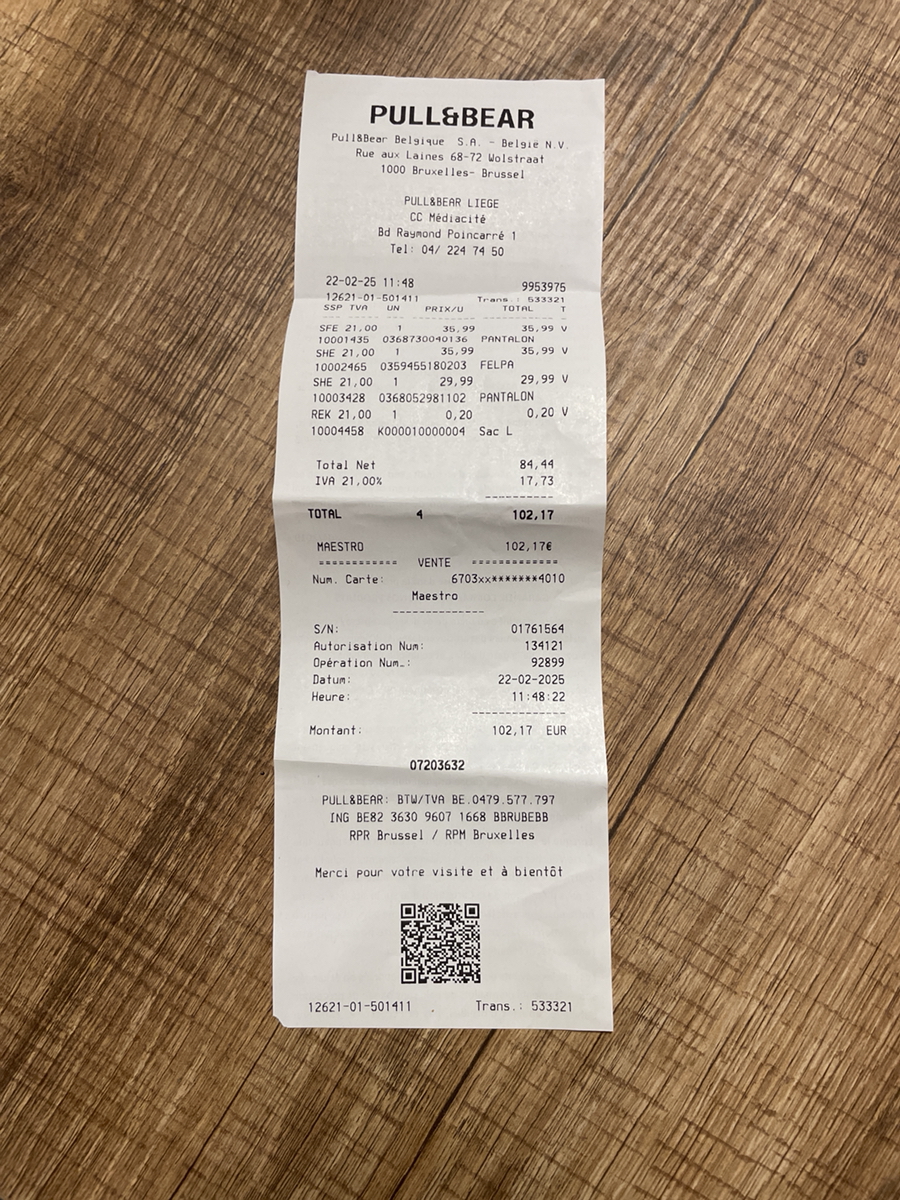 PULL&BEAR
Pull&Bear Belgique S.A. - België N.V.
Rue aux Laines 68-72 Wolstraat
1000 Bruxelles- Brussel
PULL&BEAR LIEGE
CC Médiacité
Bd Raymond Poincarré 1
Tel: 04/ 224 74 50
22-02-25 11:48 9953975
12621-01-501411 Trans.: 533321
SSP TVA UN PRIX/U TOTAL T
SFE 21,00 1 35,99 35,99 V
10001435 0368730040136 PANTALON
SHE 21,00 1 35,99 35,99 V
10002465 0359455180203 FELPA
SHE 21,00 1 29,99 29,99 V
10003428 0368052981102 PANTALON
REK 21,00 1 0,20 0,20 V
10004458 K000010000004 Sac L
Total Net 84,44
IVA 21,00% 17,73
----------
TOTAL 4 102,17
MAESTRO 102,17€
============ VENTE =============
Num. Carte: 6703xx*******4010
Maestro
--------------
S/N: 01761564
Autorisation Num: 134121
Opération Num.: 92899
Datum: 22-02-2025
Heure: 11:48:22
--------------
Montant: 102,17 EUR
07203632
PULL&BEAR: BTW/TVA BE.0479.577.797
ING BE82 3630 9607 1668 BBRUBEBB
RPR Brussel / RPM Bruxelles
Merci pour votre visite et à bientôt
12621-01-501411 Trans.: 533321